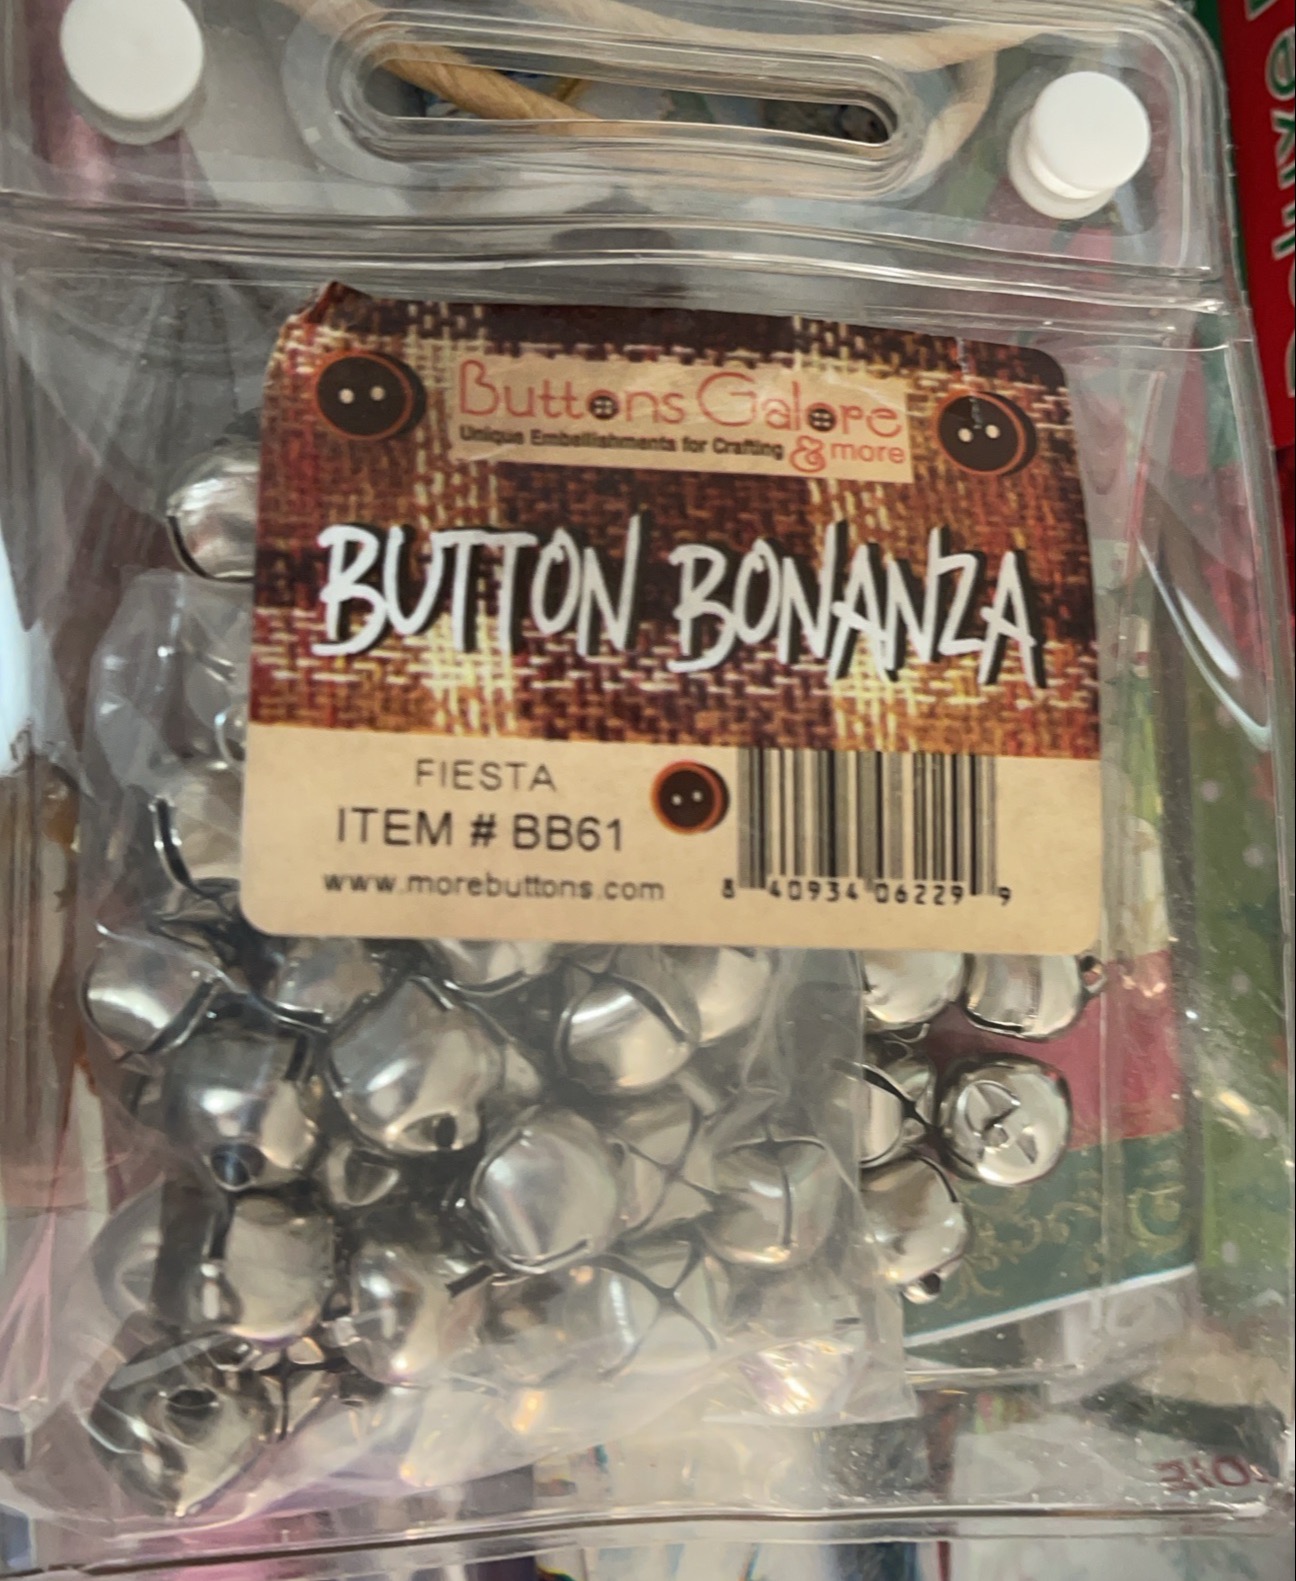 Buttons Galore
Unique Embellishments for Crafting & more
BUTTON BONANZA
FIESTA
ITEM # BB61
www.morebuttons.com
8 40934 06229 9